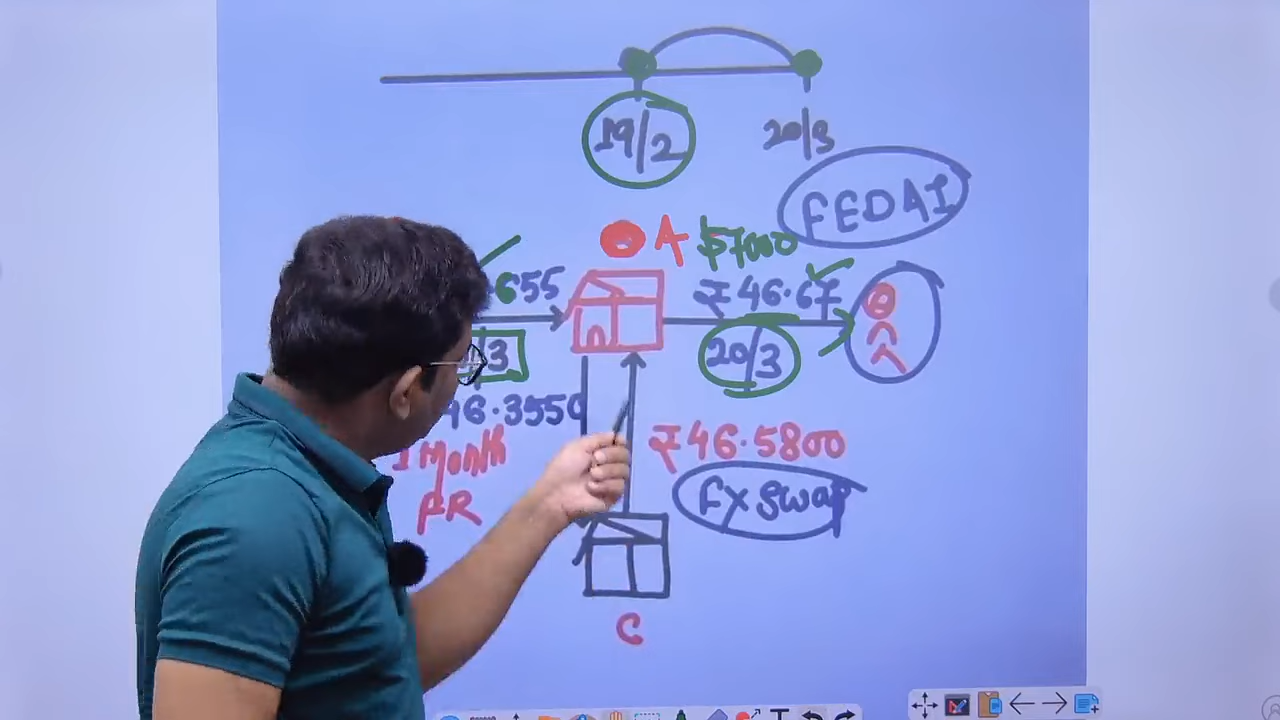 19/2
20/3
FEDAI
A $7000
655
₹46.67
/3
20/3
46.3550
₹46.5800
1 Month
FR
FX Swap
C